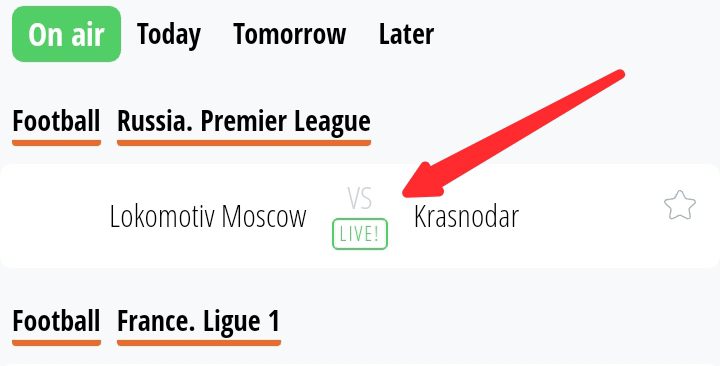 On air Today Tomorrow Later
Football Russia. Premier League
VS
Lokomotiv Moscow Krasnodar
LIVE!
Football France. Ligue 1